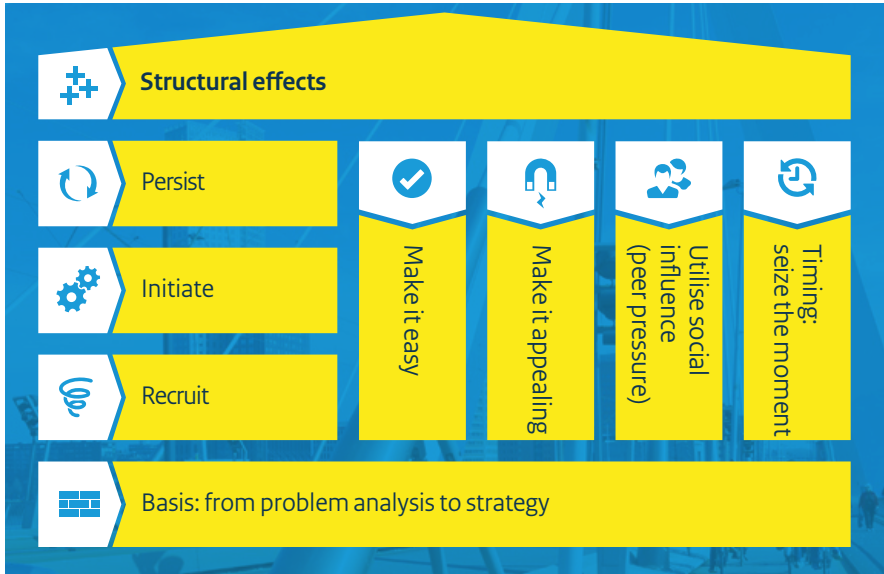 Structural effects
Persist
Initiate
Recruit
Make it easy
Make it appealing
Utilise social
influence
(peer pressure)
Timing:
seize the moment
Basis: from problem analysis to strategy